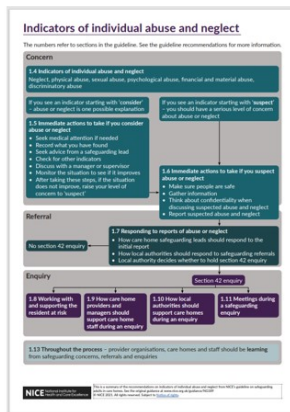 Indicators of individual abuse and neglect
The numbers refer to sections in the guideline. See the guideline recommendations for more information.
Concern
1.4 Indicators of individual abuse and neglect
Neglect, physical abuse, sexual abuse, psychological abuse, financial and material abuse,
discriminatory abuse
If you see an indicator starting with 'consider'
– abuse or neglect is one possible explanation
If you see an indicator starting with 'suspect'
– you should have a serious level of concern
about abuse or neglect
1.5 Immediate actions to take if you consider
abuse or neglect
• Seek medical attention if needed
• Record what you have found
• Seek advice from a safeguarding lead
• Check for other indicators
• Discuss with a manager or supervisor
• Monitor the situation to see if it improves
• After taking these steps, if the situation
does not improve, raise your level of
concern to 'suspect'
1.6 Immediate actions to take if you suspect
abuse or neglect
• Make sure people are safe
• Gather information
• Think about confidentiality when
discussing suspected abuse and neglect
• Report suspected abuse and neglect
Referral
1.7 Responding to reports of abuse or neglect
• How care home safeguarding leads should respond to the
initial report
• How local authorities should respond to safeguarding referrals
• Local authority decides whether to hold section 42 enquiry
No section 42 enquiry
Enquiry
Section 42 enquiry
1.8 Working with
and supporting the
resident at risk
1.9 How care home
providers and
managers should
support care home
staff during an enquiry
1.10 How local
authorities should
support care homes
during an enquiry
1.11 Meetings during
a safeguarding
enquiry
1.13 Throughout the process – provider organisations, care homes and staff should be learning
from safeguarding concerns, referrals and enquiries
NICE National Institute for
Health and Care Excellence